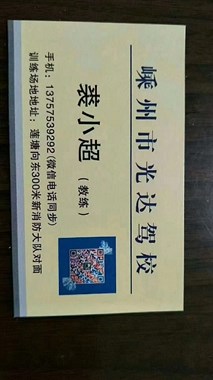 嵊州市光达驾校
裘小超（教练）
手机：13757539292(微信电话同步)
训练场地地址：莲塘向东300米新消防大队对面